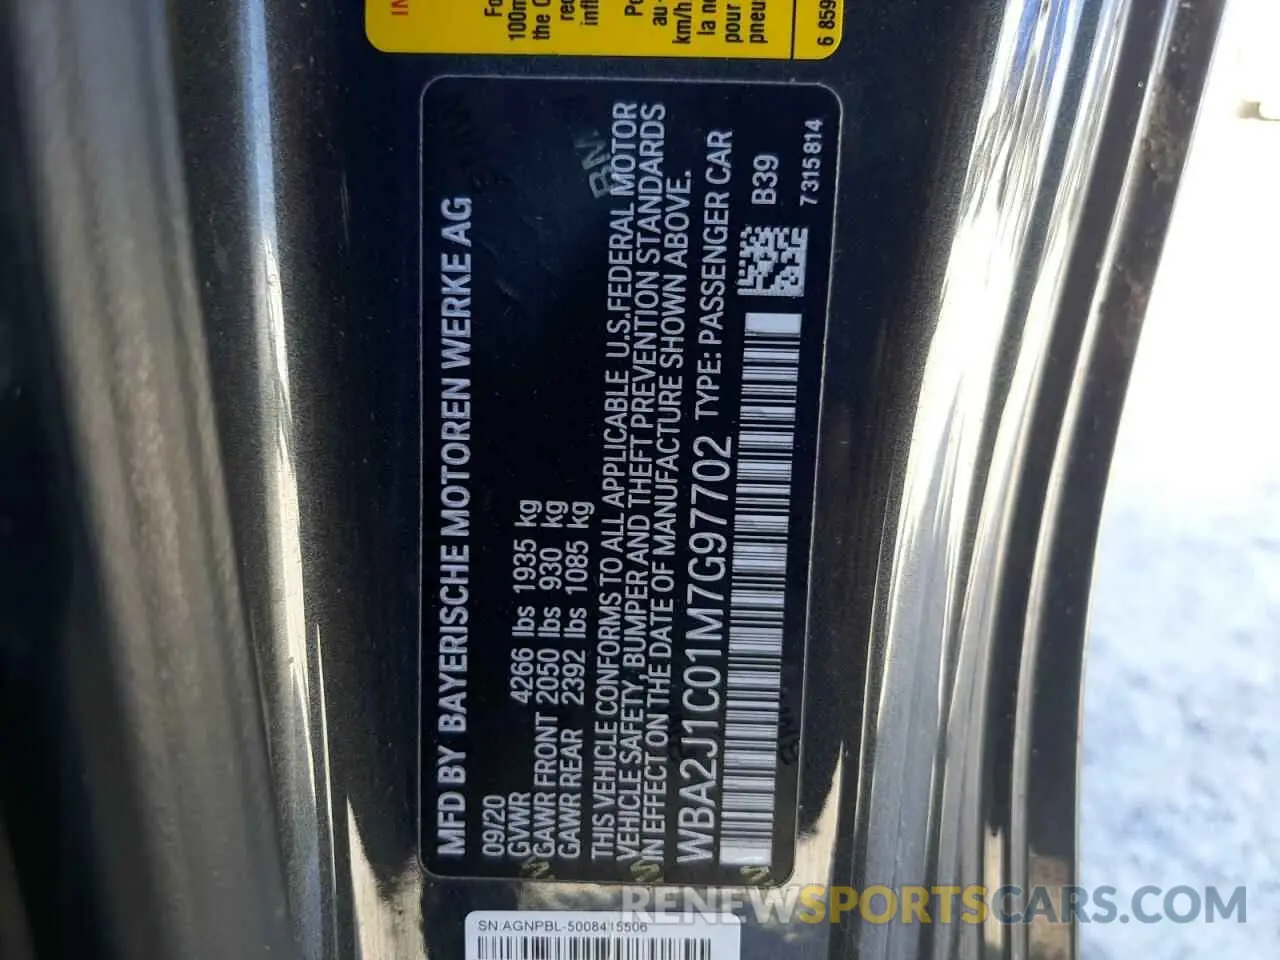 MFD BY BAYERISCHE MOTOREN WERKE AG
09/20
GVWR 4266 lbs 1935 kg
GAWR FRONT 2050 lbs 930 kg
GAWR REAR 2392 lbs 1085 kg
THIS VEHICLE CONFORMS TO ALL APPLICABLE U.S.FEDERAL MOTOR
VEHICLE SAFETY, BUMPER AND THEFT PREVENTION STANDARDS
IN EFFECT ON THE DATE OF MANUFACTURE SHOWN ABOVE.
WBA2J1C01M7G97702 TYPE: PASSENGER CAR
B39
7315814
SN:AGNPBL-5008415506
RENEWSPORTSCARS.COM